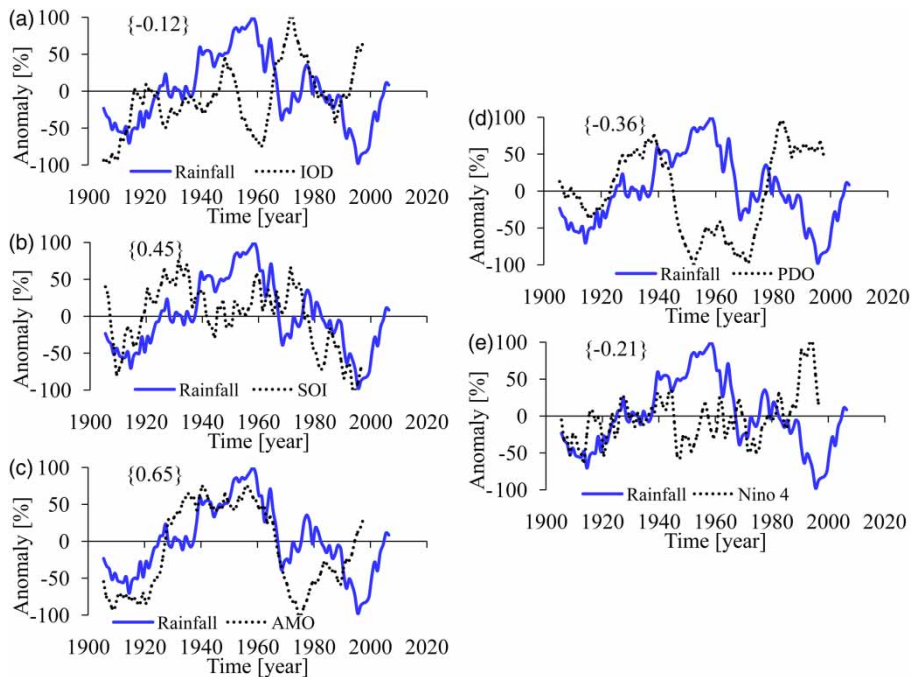 (a)
100
50
0
-50
-100
Anomaly [%]
{-0.12}
Rainfall IOD
1900 1920 1940 1960 1980 2000 2020
Time [year]
(b)
100
50
0
-50
-100
Anomaly [%]
{0.45}
Rainfall SOI
1900 1920 1940 1960 1980 2000 2020
Time [year]
(c)
100
50
0
-50
-100
Anomaly [%]
{0.65}
Rainfall AMO
1900 1920 1940 1960 1980 2000 2020
Time [year]
(d)
100
50
0
-50
-100
Anomaly [%]
{-0.36}
Rainfall PDO
1900 1920 1940 1960 1980 2000 2020
Time [year]
(e)
100
50
0
-50
-100
Anomaly [%]
{-0.21}
Rainfall Nino 4
1900 1920 1940 1960 1980 2000 2020
Time [year]